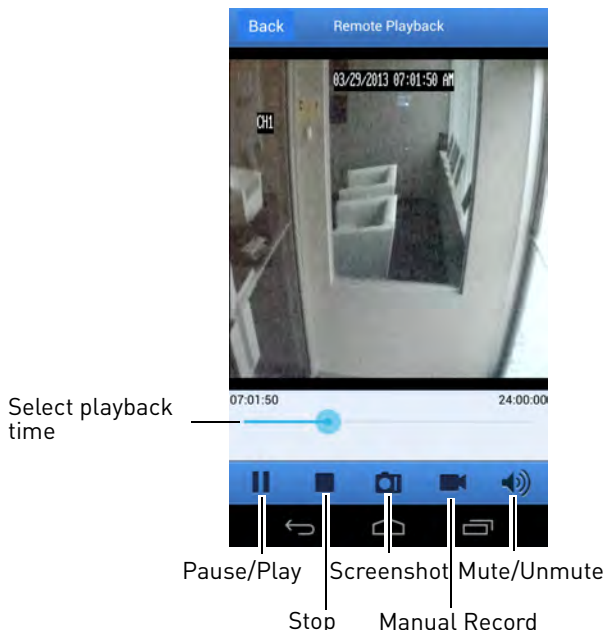 Back Remote Playback
03/29/2013 07:01:50 AM
CH1
07:01:50 24:00:00
Select playback
time
Pause/Play Screenshot Mute/Unmute
Stop Manual Record